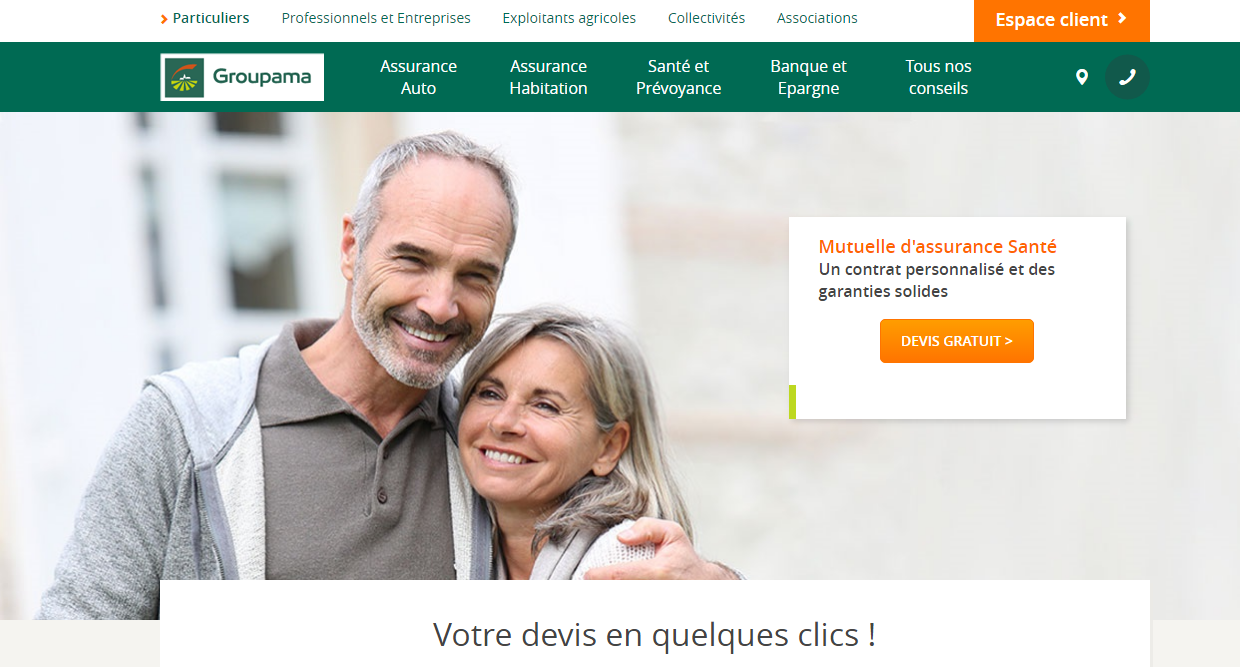 Particuliers Professionnels et Entreprises Exploitants agricoles Collectivités Associations Espace client
Groupama
Assurance Auto
Assurance Habitation
Santé et Prévoyance
Banque et Epargne
Tous nos conseils
Mutuelle d'assurance Santé
Un contrat personnalisé et des
garanties solides
DEVIS GRATUIT >
Votre devis en quelques clics !